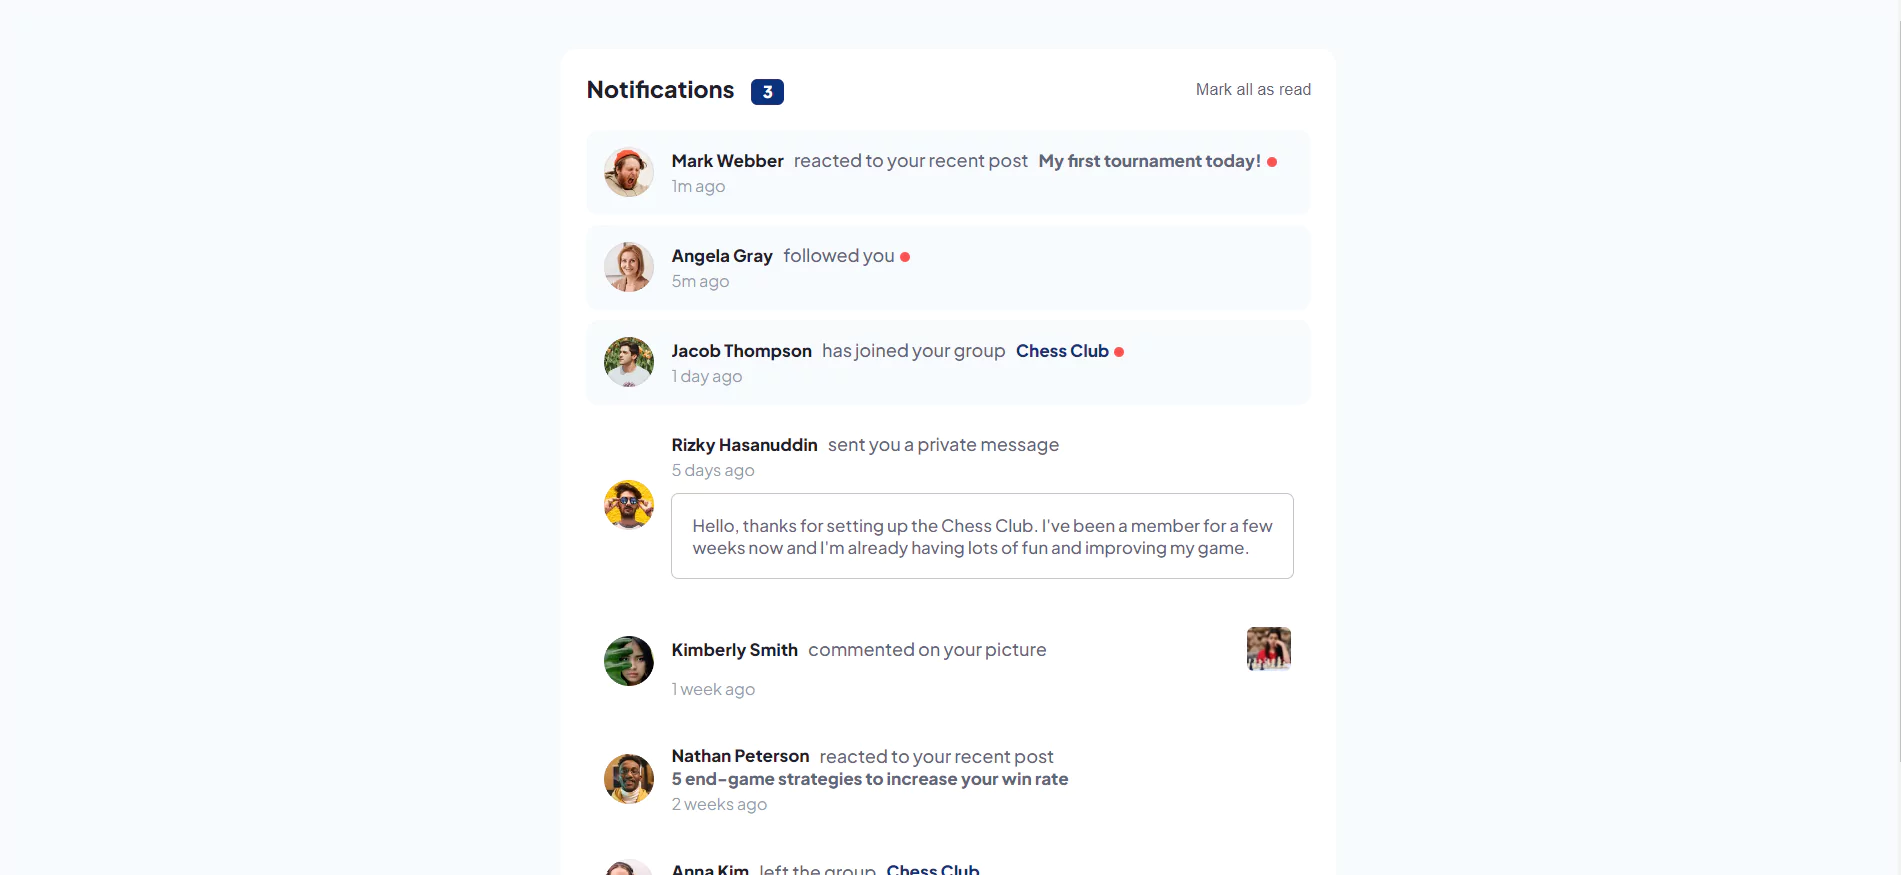 Notifications 3 Mark all as read
Mark Webber reacted to your recent post My first tournament today!
1m ago
Angela Gray followed you
5m ago
Jacob Thompson has joined your group Chess Club
1 day ago
Rizky Hasanuddin sent you a private message
5 days ago
Hello, thanks for setting up the Chess Club. I've been a member for a few
weeks now and I'm already having lots of fun and improving my game.
Kimberly Smith commented on your picture
1 week ago
Nathan Peterson reacted to your recent post
5 end-game strategies to increase your win rate
2 weeks ago
Anna Kim left the group Chess Club